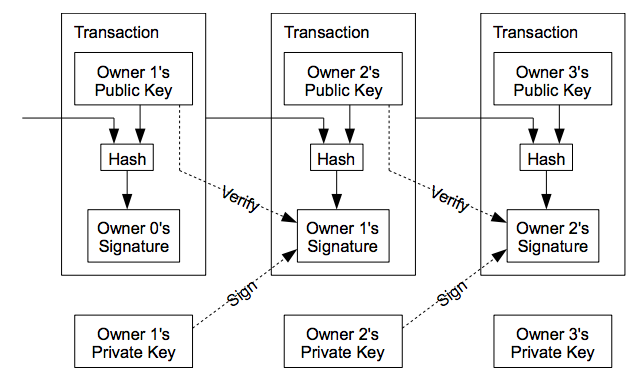 Transaction
Owner 1's
Public Key
Hash
Owner 0's
Signature
Transaction
Owner 2's
Public Key
Hash
Verify
Owner 1's
Signature
Transaction
Owner 3's
Public Key
Hash
Verify
Owner 2's
Signature
Sign
Sign
Owner 1's
Private Key
Owner 2's
Private Key
Owner 3's
Private Key